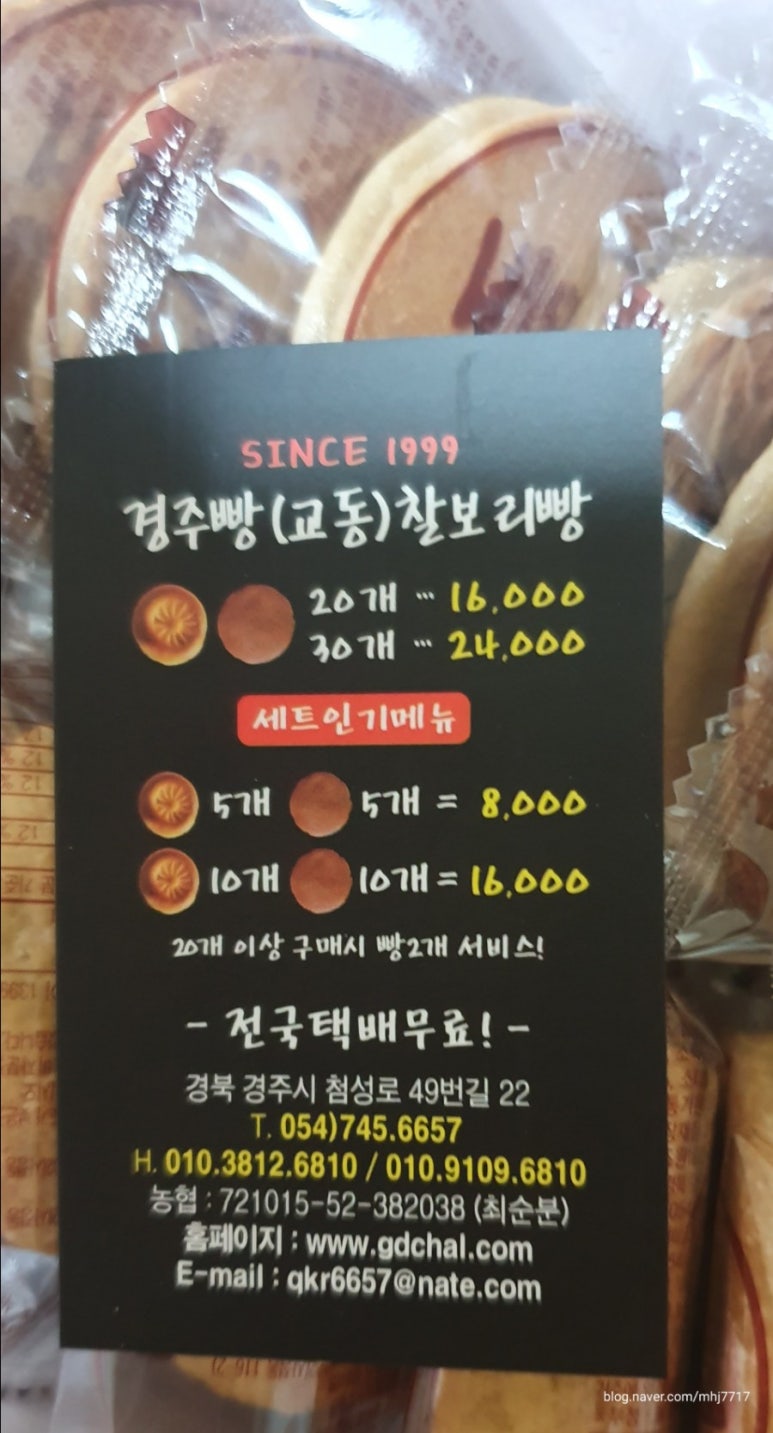 SINCE 1999
경주빵(교동)찰보리빵
20개 … 16,000
30개 … 24,000
세트인기메뉴
5개 5개 = 8,000
10개 10개 = 16,000
20개 이상 구매시 빵2개 서비스!
- 전국택배무료! -
경북 경주시 첨성로 49번길 22
T. 054)745.6657
H. 010.3812.6810 / 010.9109.6810
농협 : 721015-52-382038 (최순분)
홈페이지 : www.gdchal.com
E-mail : qkr6657@nate.com
blog.naver.com/mhj7717